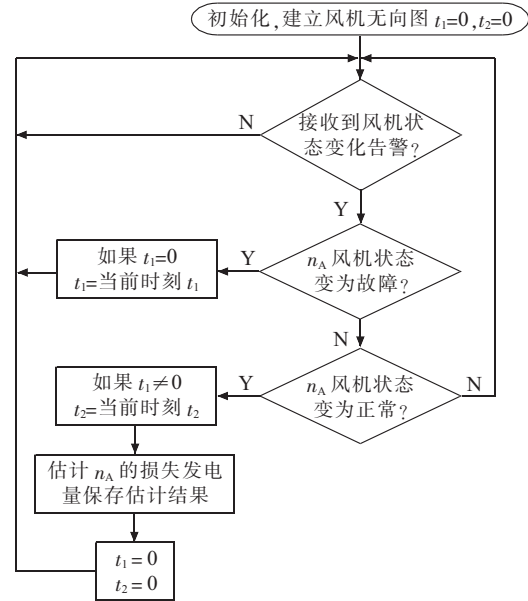 初始化,建立风机无向图 t₁=0,t₂=0
接收到风机状
态变化告警?
N
Y
n_A 风机状态
变为故障?
Y
如果 t₁=0
t₁=当前时刻 t₁
N
n_A 风机状态
变为正常?
Y
N
如果 t₁≠0
t₂=当前时刻 t₂
估计 n_A 的损失发电
量保存估计结果
t₁=0
t₂=0